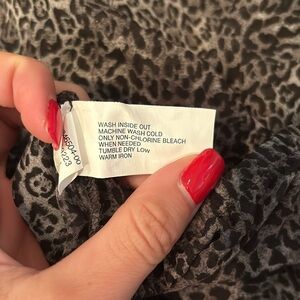 WASH INSIDE OUT
MACHINE WASH COLD
ONLY NON-CHLORINE BLEACH
WHEN NEEDED
TUMBLE DRY LOW
WARM IRON